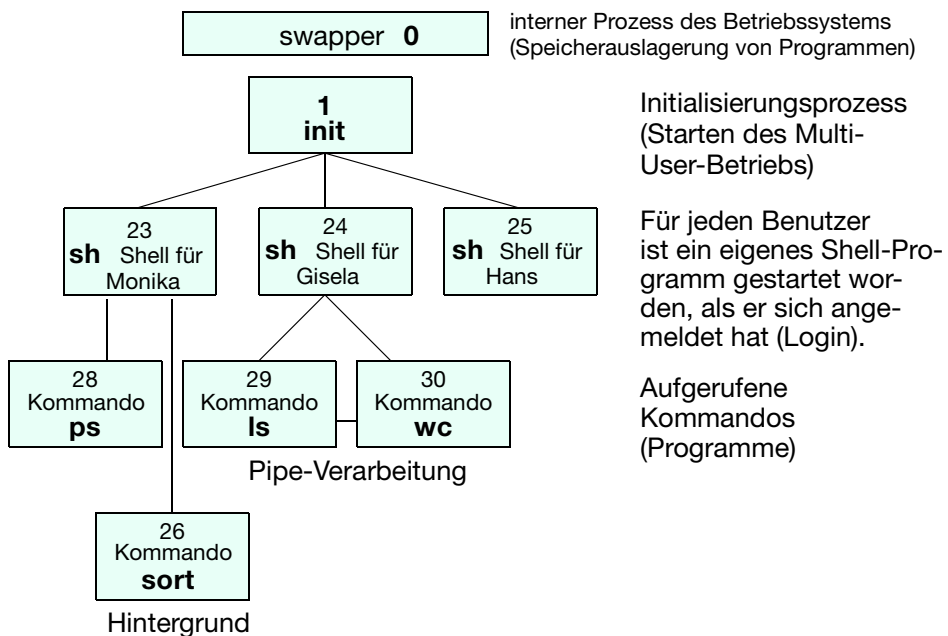 swapper 0
interner Prozess des Betriebssystems
(Speicherauslagerung von Programmen)
1
init
Initialisierungsprozess
(Starten des Multi-
User-Betriebs)
23
sh Shell für
Monika
24
sh Shell für
Gisela
25
sh Shell für
Hans
Für jeden Benutzer
ist ein eigenes Shell-Pro-
gramm gestartet wor-
den, als er sich ange-
meldet hat (Login).
28
Kommando
ps
29
Kommando
ls
30
Kommando
wc
Aufgerufene
Kommandos
(Programme)
Pipe-Verarbeitung
26
Kommando
sort
Hintergrund